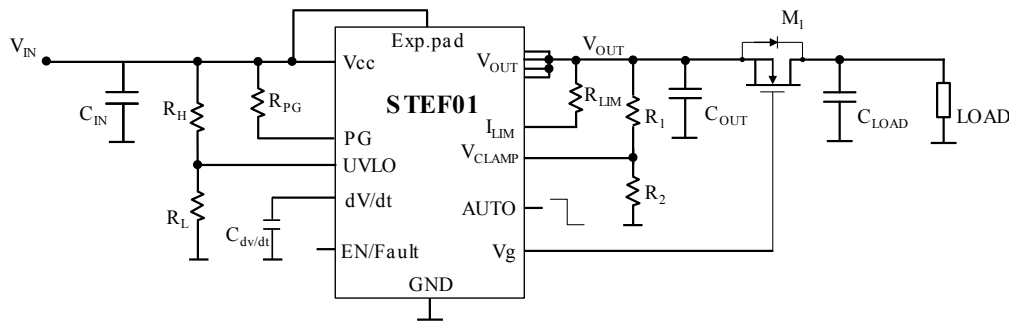 M1
VIN
Exp.pad
Vcc
VOUT
VOUT
STEF01
CIN
RH
RPG
RLIM
R1
COUT
CLOAD
LOAD
PG
ILIM
UVLO
VCLAMP
RL
dV/dt
R2
AUTO
Cdv/dt
EN/Fault
Vg
GND